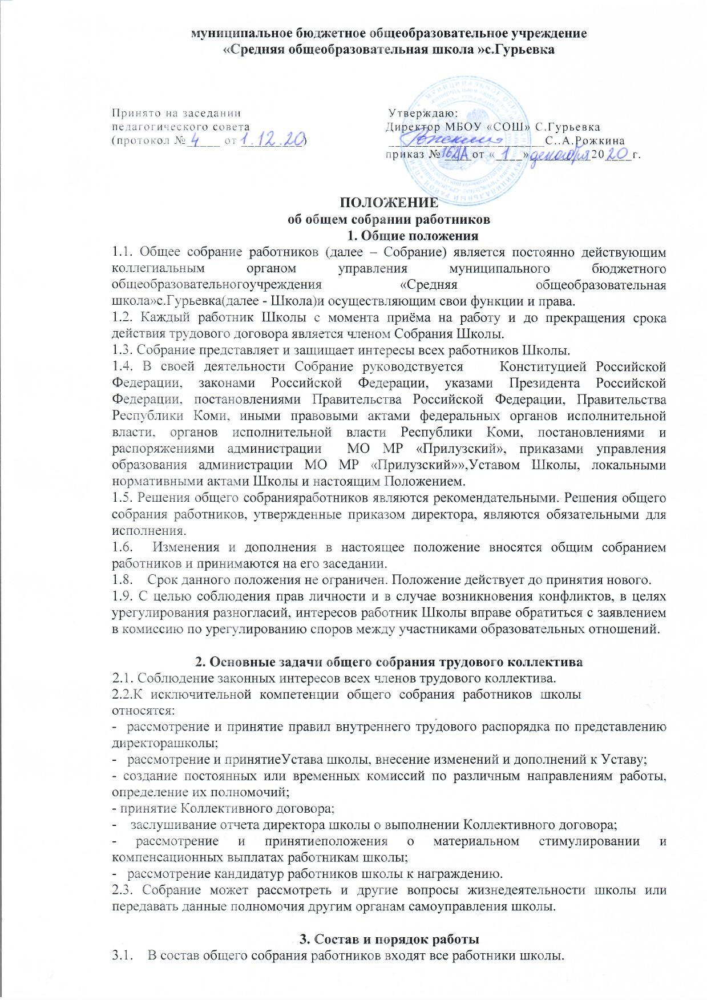 муниципальное бюджетное общеобразовательное учреждение
«Средняя общеобразовательная школа »с.Гурьевка
Принято на заседании
педагогического совета
(протокол № 4 от 1.12.20)
Утверждаю:
Директор МБОУ «СОШ» С.Гурьевка
С..А.Рожкина
приказ № 162А от « 1 » декабря 2020 г.
ПОЛОЖЕНИЕ
об общем собрании работников
1. Общие положения
1.1. Общее собрание работников (далее – Собрание) является постоянно действующим
коллегиальным органом управления муниципального бюджетного
общеобразовательногоучреждения «Средняя общеобразовательная
школа»с.Гурьевка(далее - Школа)и осуществляющим свои функции и права.
1.2. Каждый работник Школы с момента приёма на работу и до прекращения срока
действия трудового договора является членом Собрания Школы.
1.3. Собрание представляет и защищает интересы всех работников Школы.
1.4. В своей деятельности Собрание руководствуется Конституцией Российской
Федерации, законами Российской Федерации, указами Президента Российской
Федерации, постановлениями Правительства Российской Федерации, Правительства
Республики Коми, иными правовыми актами федеральных органов исполнительной
власти, органов исполнительной власти Республики Коми, постановлениями и
распоряжениями администрации МО МР «Прилузский», приказами управления
образования администрации МО МР «Прилузский»»,Уставом Школы, локальными
нормативными актами Школы и настоящим Положением.
1.5. Решения общего собранияработников являются рекомендательными. Решения общего
собрания работников, утвержденные приказом директора, являются обязательными для
исполнения.
1.6. Изменения и дополнения в настоящее положение вносятся общим собранием
работников и принимаются на его заседании.
1.8. Срок данного положения не ограничен. Положение действует до принятия нового.
1.9. С целью соблюдения прав личности и в случае возникновения конфликтов, в целях
урегулирования разногласий, интересов работник Школы вправе обратиться с заявлением
в комиссию по урегулированию споров между участниками образовательных отношений.
2. Основные задачи общего собрания трудового коллектива
2.1. Соблюдение законных интересов всех членов трудового коллектива.
2.2.К исключительной компетенции общего собрания работников школы
относятся:
- рассмотрение и принятие правил внутреннего трудового распорядка по представлению
директорашколы;
- рассмотрение и принятиеУстава школы, внесение изменений и дополнений к Уставу;
- создание постоянных или временных комиссий по различным направлениям работы,
определение их полномочий;
- принятие Коллективного договора;
- заслушивание отчета директора школы о выполнении Коллективного договора;
- рассмотрение и принятиеположения о материальном стимулировании и
компенсационных выплатах работникам школы;
- рассмотрение кандидатур работников школы к награждению.
2.3. Собрание может рассмотреть и другие вопросы жизнедеятельности школы или
передавать данные полномочия другим органам самоуправления школы.
3. Состав и порядок работы
3.1. В состав общего собрания работников входят все работники школы.